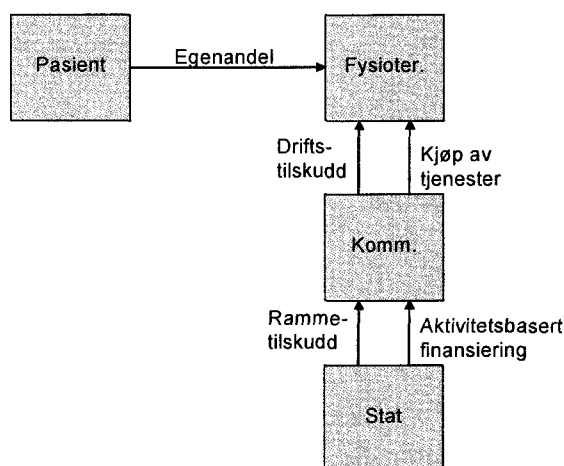 Pasient
Egenandel
Fysioter.
Drifts-
tilskudd
Kjøp av
tjenester
Komm.
Ramme-
tilskudd
Aktivitetsbasert
finansiering
Stat